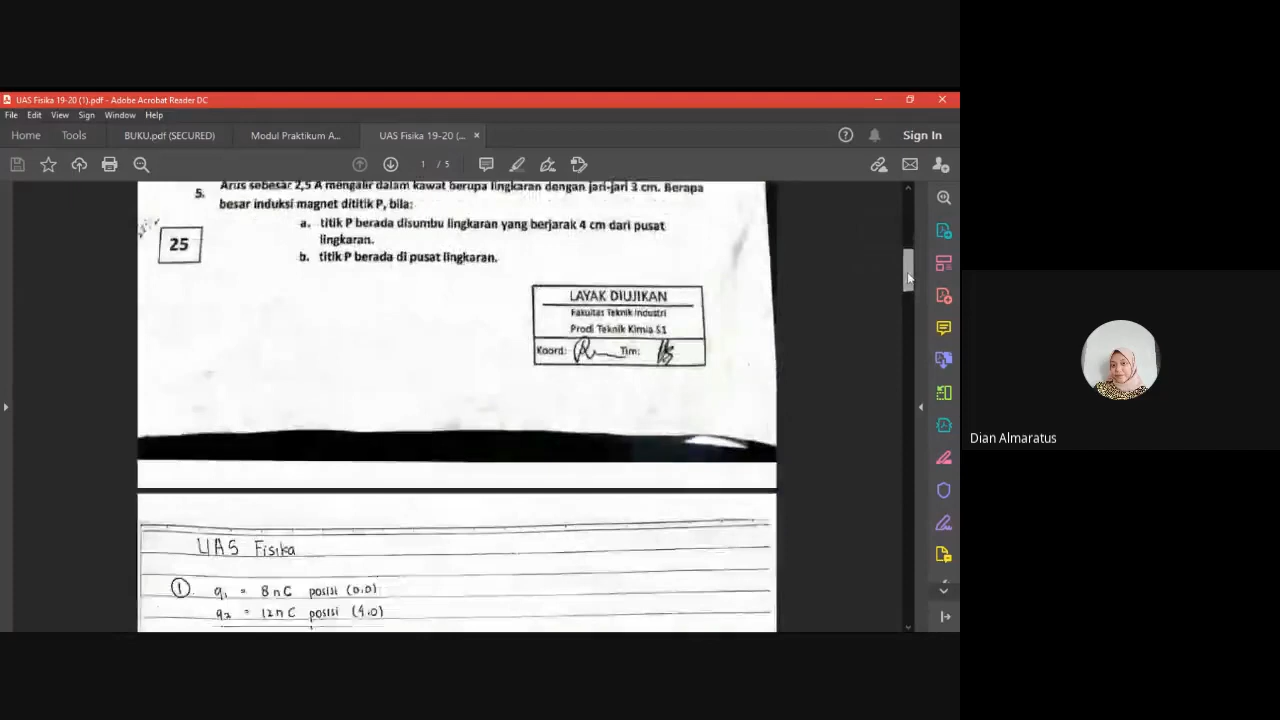 UAS Fisika 19-20 (1).pdf - Adobe Acrobat Reader DC
File Edit View Sign Window Help
Home Tools BUKU.pdf (SECURED) Modul Praktikum A... UAS Fisika 19-20 (... × Sign In
1 / 5
5. Arus sebesar 2,5 A mengalir dalam kawat berupa lingkaran dengan jari-jari 3 cm. Berapa
besar induksi magnet dititik P, bila:
25
a. titik P berada disumbu lingkaran yang berjarak 4 cm dari pusat
lingkaran.
b. titik P berada di pusat lingkaran.
LAYAK DIUJIKAN
Fakultas Teknik Industri
Prodi Teknik Kimia S1
Koord: Tim:
UAS Fisika
1. q1 = 8 nC posisi (0.0)
q2 = 12 nC posisi (4.0)
Dian Almaratus